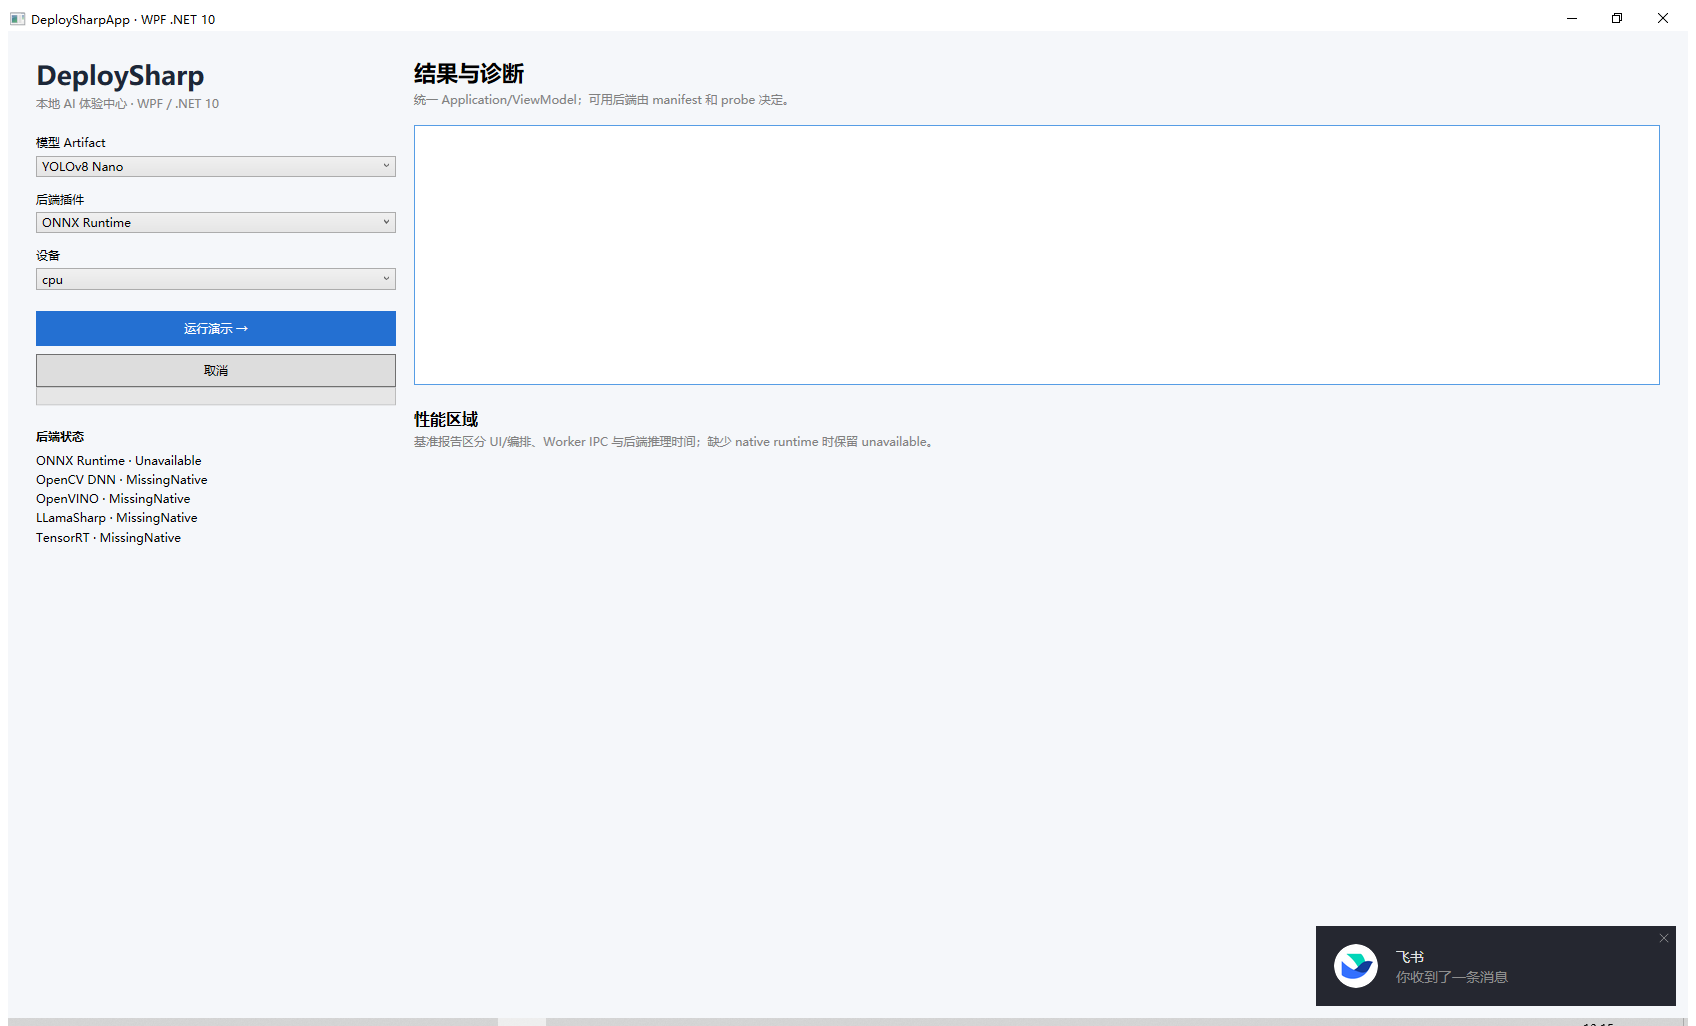 DeploySharpApp · WPF .NET 10
DeploySharp
本地 AI 体验中心 · WPF / .NET 10
模型 Artifact
YOLOv8 Nano
后端插件
ONNX Runtime
设备
cpu
运行演示 →
取消
后端状态
ONNX Runtime · Unavailable
OpenCV DNN · MissingNative
OpenVINO · MissingNative
LLamaSharp · MissingNative
TensorRT · MissingNative
结果与诊断
统一 Application/ViewModel；可用后端由 manifest 和 probe 决定。
性能区域
基准报告区分 UI/编排、Worker IPC 与后端推理时间；缺少 native runtime 时保留 unavailable。
飞书
你收到了一条消息